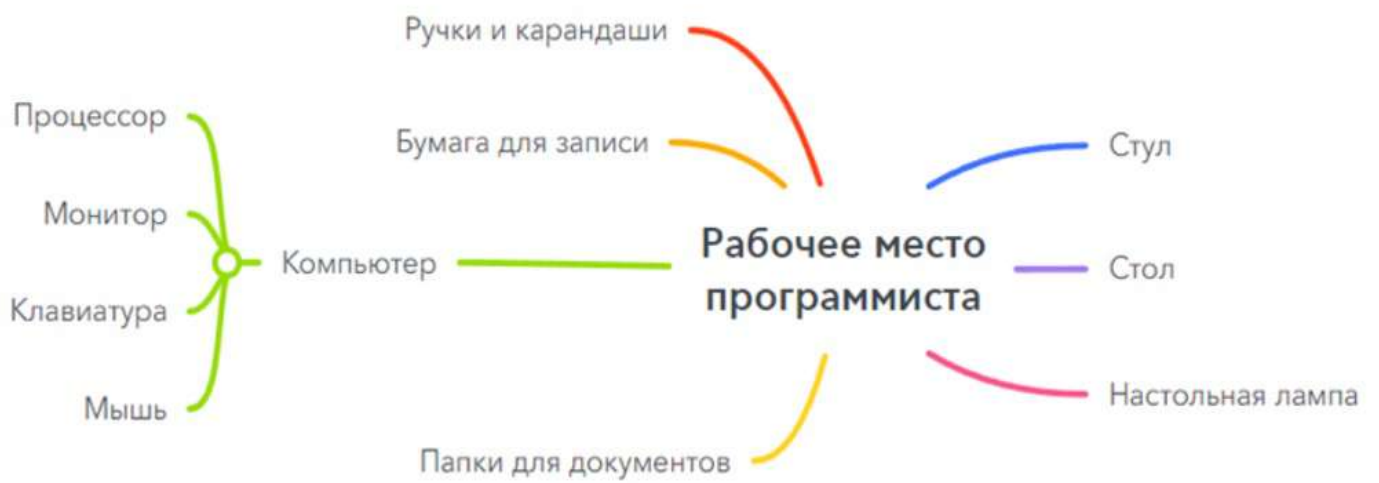 Ручки и карандаши
Процессор
Бумага для записи
Стул
Монитор
Рабочее место
программиста
Компьютер
Стол
Клавиатура
Настольная лампа
Мышь
Папки для документов